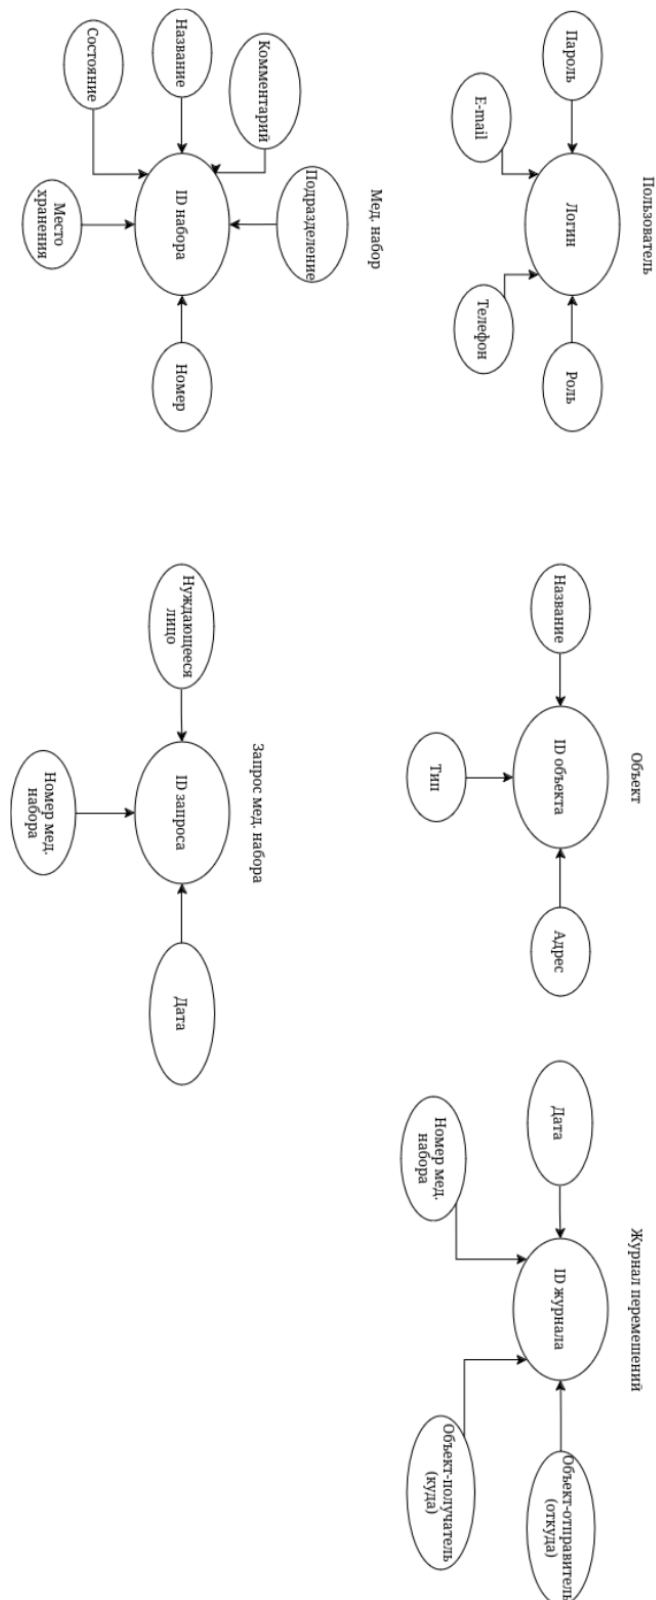 Пользователь
Пароль
E-mail
Логин
Телефон
Роль
Объект
Название
Тип
ID объекта
Адрес
Журнал перемешений
Дата
Номер мед.
набора
ID журнала
Объект-получатель
(куда)
Объект-отправитель
(откуда)
Мед. набор
Состояние
Название
Комментарий
Подразделение
ID набора
Место
хранения
Номер
Запрос мед. набора
Нуждающееся
лицо
Номер мед.
набора
ID запроса
Дата